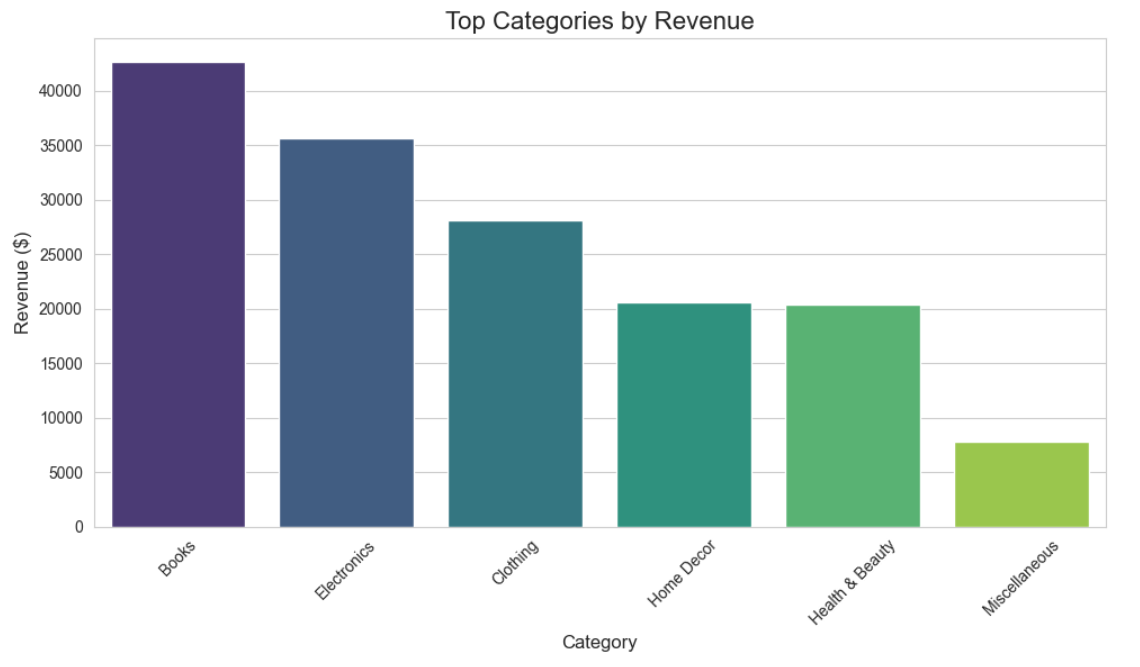 Top Categories by Revenue
Revenue ($)
40000
35000
30000
25000
20000
15000
10000
5000
0
Books
Electronics
Clothing
Home Decor
Health & Beauty
Miscellaneous
Category